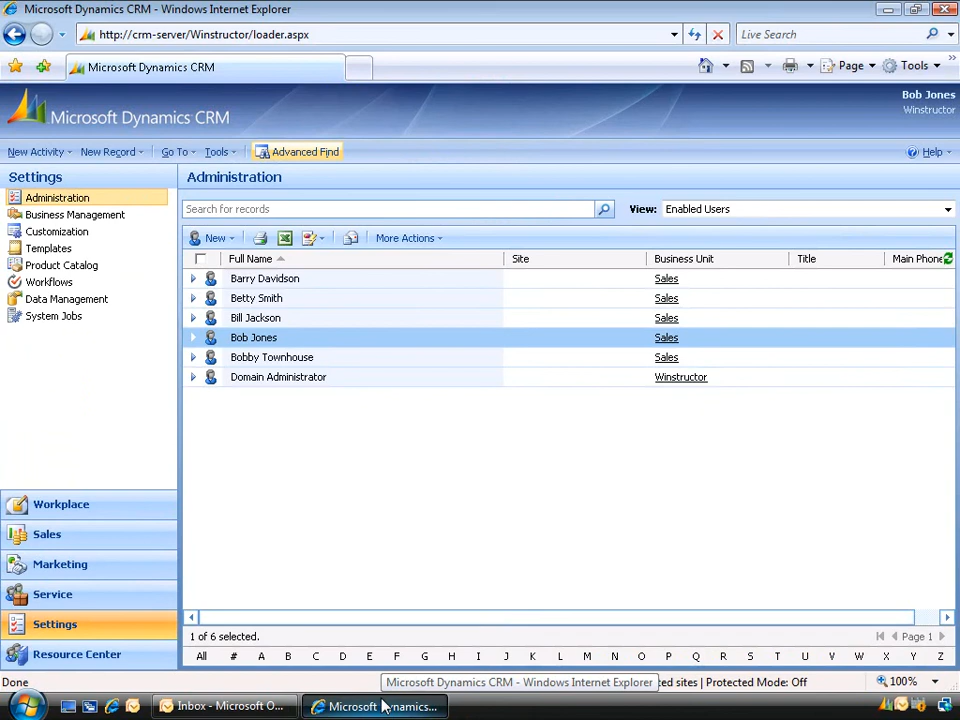 Microsoft Dynamics CRM - Windows Internet Explorer
http://crm-server/Winstructor/loader.aspx
Live Search
Microsoft Dynamics CRM
Page
Tools
Microsoft Dynamics CRM
Bob Jones
Winstructor
New Activity
New Record
Go To
Tools
Advanced Find
Help
Settings
Administration
Business Management
Customization
Templates
Product Catalog
Workflows
Data Management
System Jobs
Workplace
Sales
Marketing
Service
Settings
Resource Center
Administration
Search for records
View:
Enabled Users
New
More Actions
Full Name
Site
Business Unit
Title
Main Phone
Barry Davidson Sales
Betty Smith Sales
Bill Jackson Sales
Bob Jones Sales
Bobby Townhouse Sales
Domain Administrator Winstructor
1 of 6 selected.
Page 1
All # A B C D E F G H I J K L M N O P Q R S T U V W X Y Z
Done
Microsoft Dynamics CRM - Windows Internet Explorer
ted sites | Protected Mode: Off
100%
Inbox - Microsoft O...
Microsoft Dynamics...